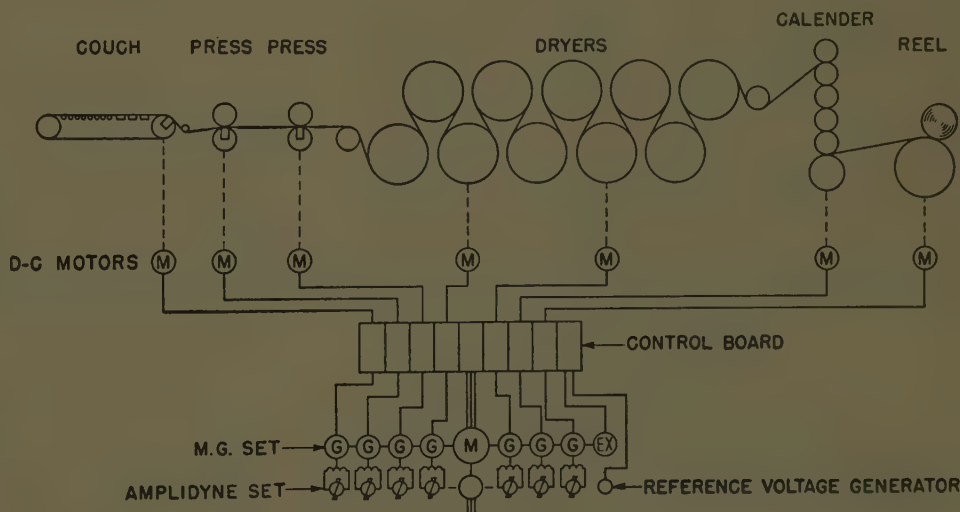 CALENDER
COUCH PRESS PRESS DRYERS REEL
D-C MOTORS M M M M M M M
CONTROL BOARD
M.G. SET G G G G M G G G EX
AMPLIDYNE SET REFERENCE VOLTAGE GENERATOR